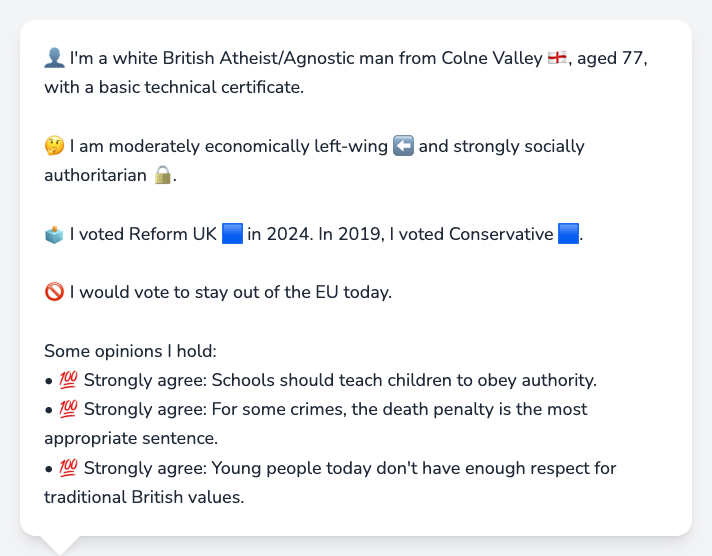 👤 I'm a white British Atheist/Agnostic man from Colne Valley 🏴󠁧󠁢󠁥󠁮󠁧󠁿, aged 77,
with a basic technical certificate.
🤔 I am moderately economically left-wing ⬅️ and strongly socially
authoritarian 🔒.
🗳️ I voted Reform UK 🟦 in 2024. In 2019, I voted Conservative 🟦.
🚫 I would vote to stay out of the EU today.
Some opinions I hold:
• 💯 Strongly agree: Schools should teach children to obey authority.
• 💯 Strongly agree: For some crimes, the death penalty is the most
appropriate sentence.
• 💯 Strongly agree: Young people today don't have enough respect for
traditional British values.